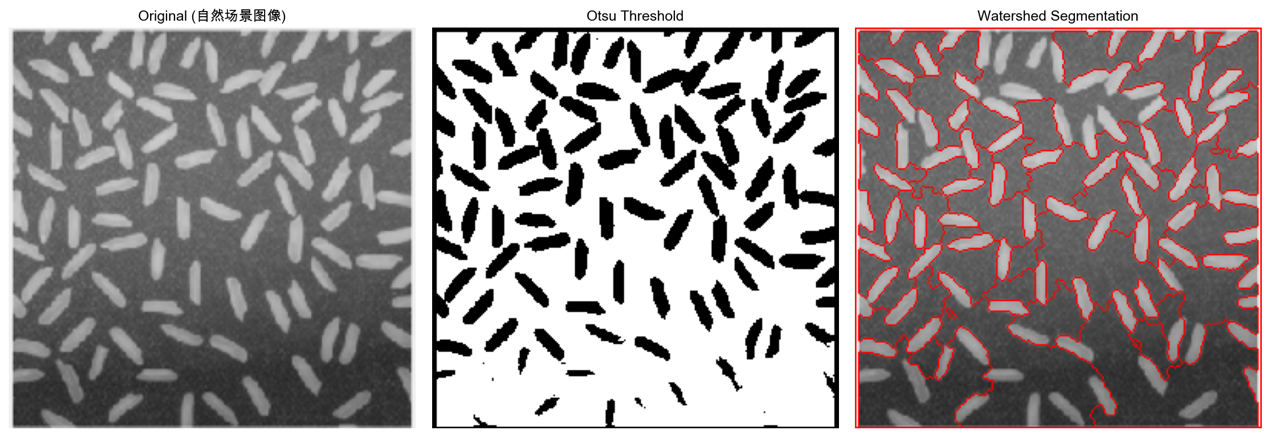 Original (自然场景图像)
Otsu Threshold
Watershed Segmentation